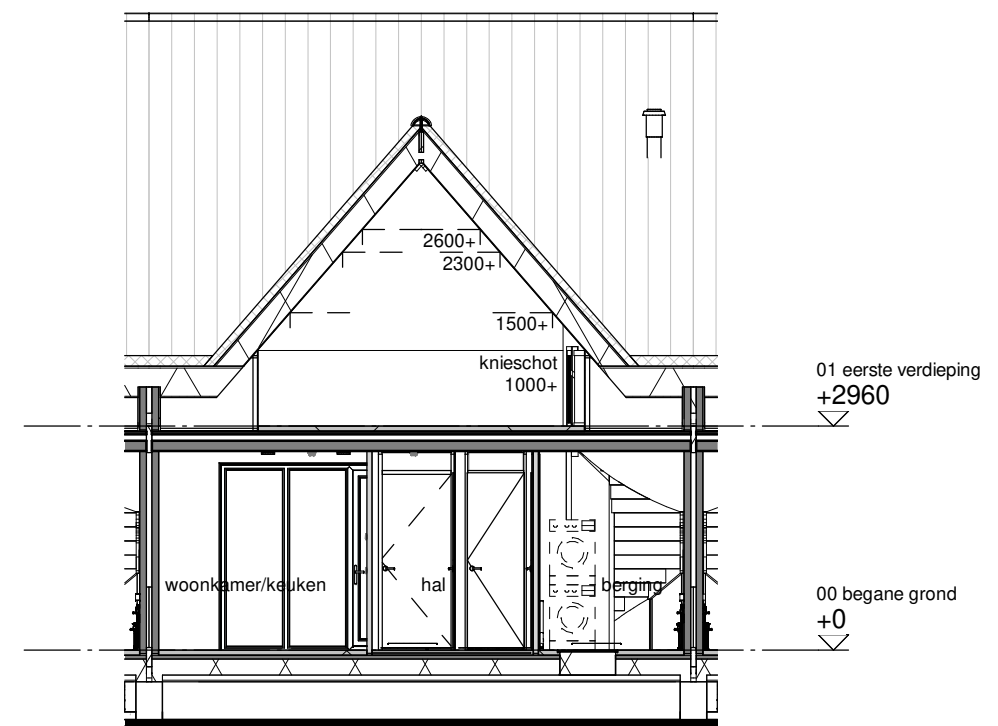 2600+
2300+
1500+
knieschot
1000+
01 eerste verdieping
+2960
woonkamer/keuken
hal
berging
00 begane grond
+0